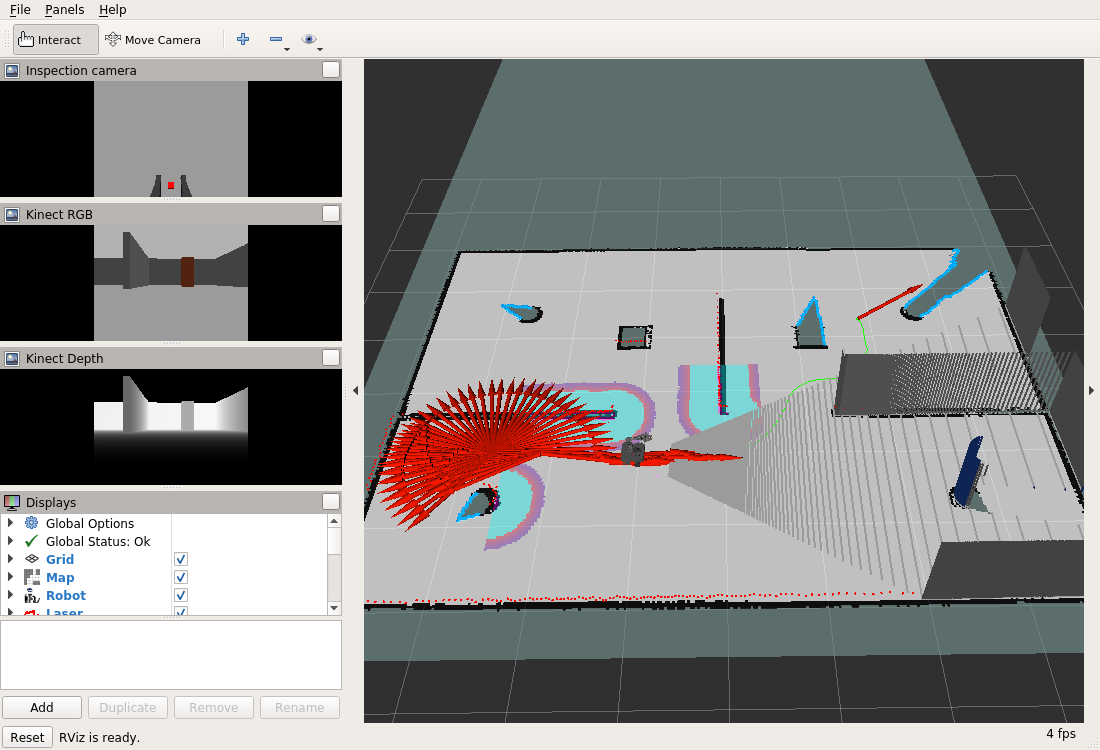 File Panels Help
Interact Move Camera
Inspection camera
Kinect RGB
Kinect Depth
Displays
Global Options
Global Status: Ok
Grid
Map
Robot
Laser
Add Duplicate Remove Rename
Reset RViz is ready. 4 fps